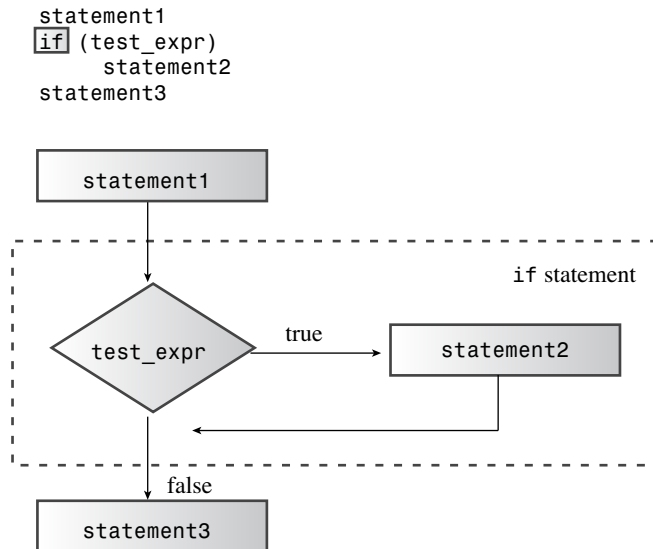 statement1
if (test_expr)
statement2
statement3
statement1
if statement
test_expr
true
statement2
false
statement3